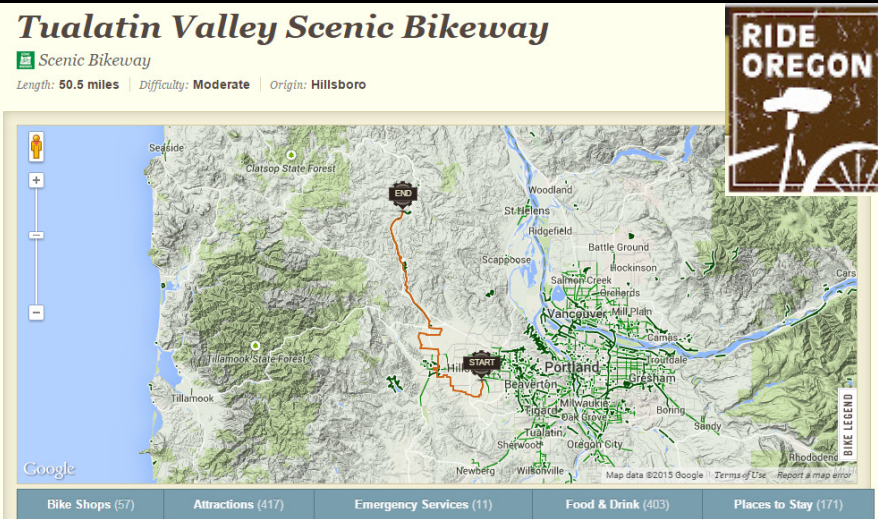 Tualatin Valley Scenic Bikeway
Scenic Bikeway
Length: 50.5 miles Difficulty: Moderate Origin: Hillsboro
RIDE
OREGON
Seaside
Clatsop State Forest
END
Woodland
St Helens
Ridgefield
Battle Ground
Scappoose
Hockinson
Salmon Creek
Orchards
Vancouver
Mill Plain
Camas
Cars
Tillamook State Forest
START
Hills
Portland
Troutdale
Beaverton
Gresham
Tillamook
Milwaukie
Tigard
Oak Grove
Boring
Tualatin
Sandy
Sherwood
Oregon City
BIKE LEGEND
Rhododend
Newberg
Wilsonville
Google
Map data ©2015 Google
Terms of Use
Report a map error
Bike Shops (57)
Attractions (417)
Emergency Services (11)
Food & Drink (403)
Places to Stay (171)